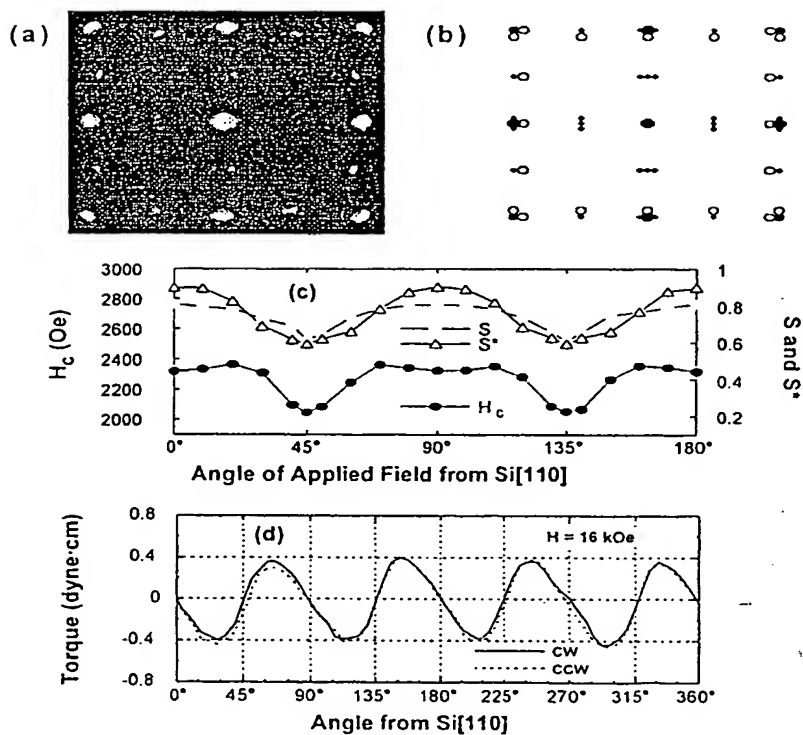 (a)
(b)
(c)
3000
2800
2600
2400
2200
2000
H_c (Oe)
1
0.8
0.6
0.4
0.2
S and S*
S
S*
H_c
0° 45° 90° 135° 180°
Angle of Applied Field from Si[110]
(d)
H = 16 kOe
0.8
0.4
0
-0.4
-0.8
Torque (dyne·cm)
CW
CCW
0° 45° 90° 135° 180° 225° 270° 315° 360°
Angle from Si[110]